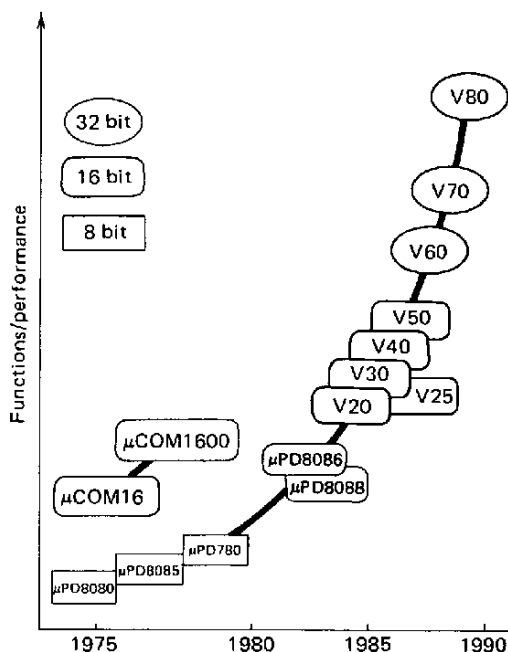 V80
32 bit
16 bit
V70
8 bit
V60
Functions/performance
V50
V40
V30
V25
V20
μCOM1600
μPD8086
μPD8088
μCOM16
μPD780
μPD8085
μPD8080
1975 1980 1985 1990